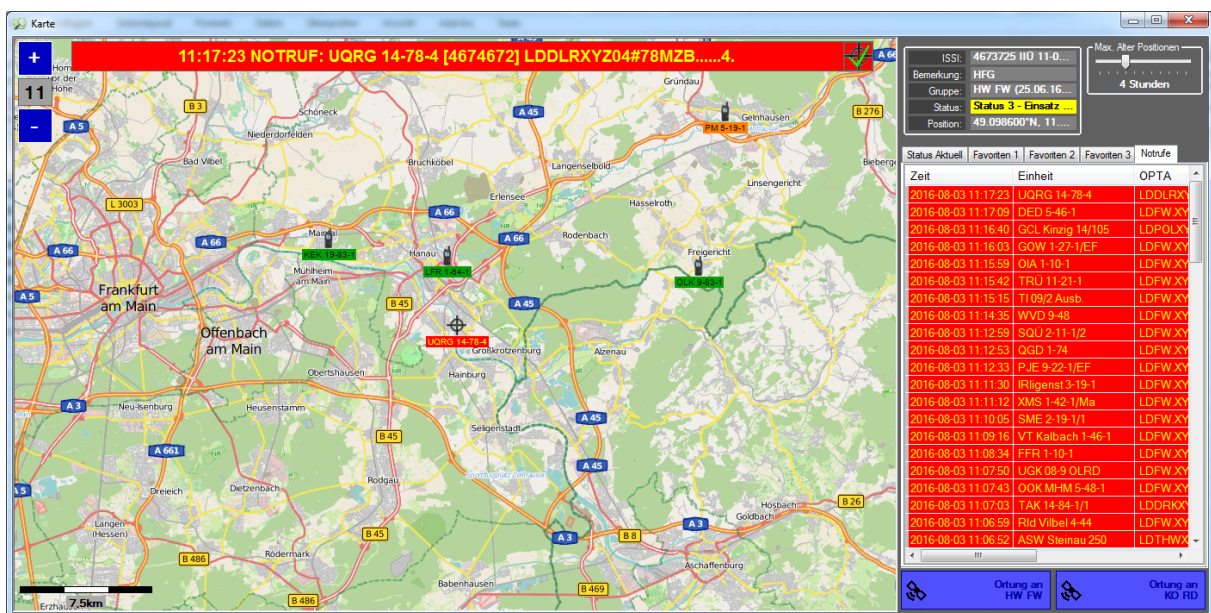 Karte
11:17:23 NOTRUF: UQRG 14-78-4 [4674672] LDDLRXYZ04#78MZB......4.
+
11
-
A 66
Gründau
Schöneck
B 3
A 45
Gelnhausen
B 276
PM 5-19-1
A 5
Niederdorfelden
Bad Vilbel
Bruchköbel
Langenselbold
Linsengericht
Erlensee
L 3003
A 66
Hasselroth
A 66
A 66
A 66
Rodenbach
Maintal
KEK 19-83-1
Hanau
LFR 1-64-1
Freigericht
OLK 9-83-1
Mühlheim
am Main
Frankfurt
am Main
A 5
B 45
A 45
Offenbach
am Main
UQRG 14-78-4
Großkrotzenburg
Alzenau
Obertshausen
Hainburg
A 3
Neu-Isenburg
Heusenstamm
A 45
Seligenstadt
B 45
A 661
A 45
A 5
Rodgau
Dreieich
Dietzenbach
Hösbach
B 26
Goldbach
A 3
Langen
(Hessen)
B 45
A 3
B 8
B 486
Rödermark
Aschaffenburg
Babenhausen
B 469
B 486
7,5km
Erzhausen
ISSI: 4673725 IIÖ 11-0...
Bemerkung: HFG
Gruppe: HW FW (25.06.16...
Status: Status 3 - Einsatz ...
Position: 49.098600°N, 11....
Max. Alter Positionen
4 Stunden
Status Aktuell Favoriten 1 Favoriten 2 Favoriten 3 Notrufe
Zeit Einheit OPTA
2016-08-03 11:17:23 UQRG 14-78-4 LDDLRXY
2016-08-03 11:17:09 DED 5-46-1 LDFW.XY
2016-08-03 11:16:40 GCL Kinzig 14/105 LDPOLXY
2016-08-03 11:16:03 GOW 1-27-1/EF LDFW.XY
2016-08-03 11:15:59 OIA 1-10-1 LDFW.XY
2016-08-03 11:15:42 TRÜ 11-21-1 LDFW.XY
2016-08-03 11:15:15 TI 09/2 Ausb. LDFW.XY
2016-08-03 11:14:35 WVD 9-48 LDFW.XY
2016-08-03 11:12:59 SQÜ 2-11-1/2 LDFW.XY
2016-08-03 11:12:53 QGD 1-74 LDFW.XY
2016-08-03 11:12:33 PJE 9-22-1/EF LDFW.XY
2016-08-03 11:11:30 IRligenst 3-19-1 LDFW.XY
2016-08-03 11:11:12 XMS 1-42-1/Ma LDFW.XY
2016-08-03 11:10:05 SME 2-19-1/1 LDFW.XY
2016-08-03 11:09:16 VT Kalbach 1-46-1 LDFW.XY
2016-08-03 11:08:34 FFR 1-10-1 LDFW.XY
2016-08-03 11:07:50 UGK 08-9 OLRD LDFW.XY
2016-08-03 11:07:43 OOK MHM 5-48-1 LDFW.XY
2016-08-03 11:07:03 TAK 14-84-1/1 LDDRKXY
2016-08-03 11:06:59 Rld Vilbel 4-44 LDFW.XY
2016-08-03 11:06:52 ASW Steinau 250 LDTHWX
Ortung an
HW FW
Ortung an
KO RD